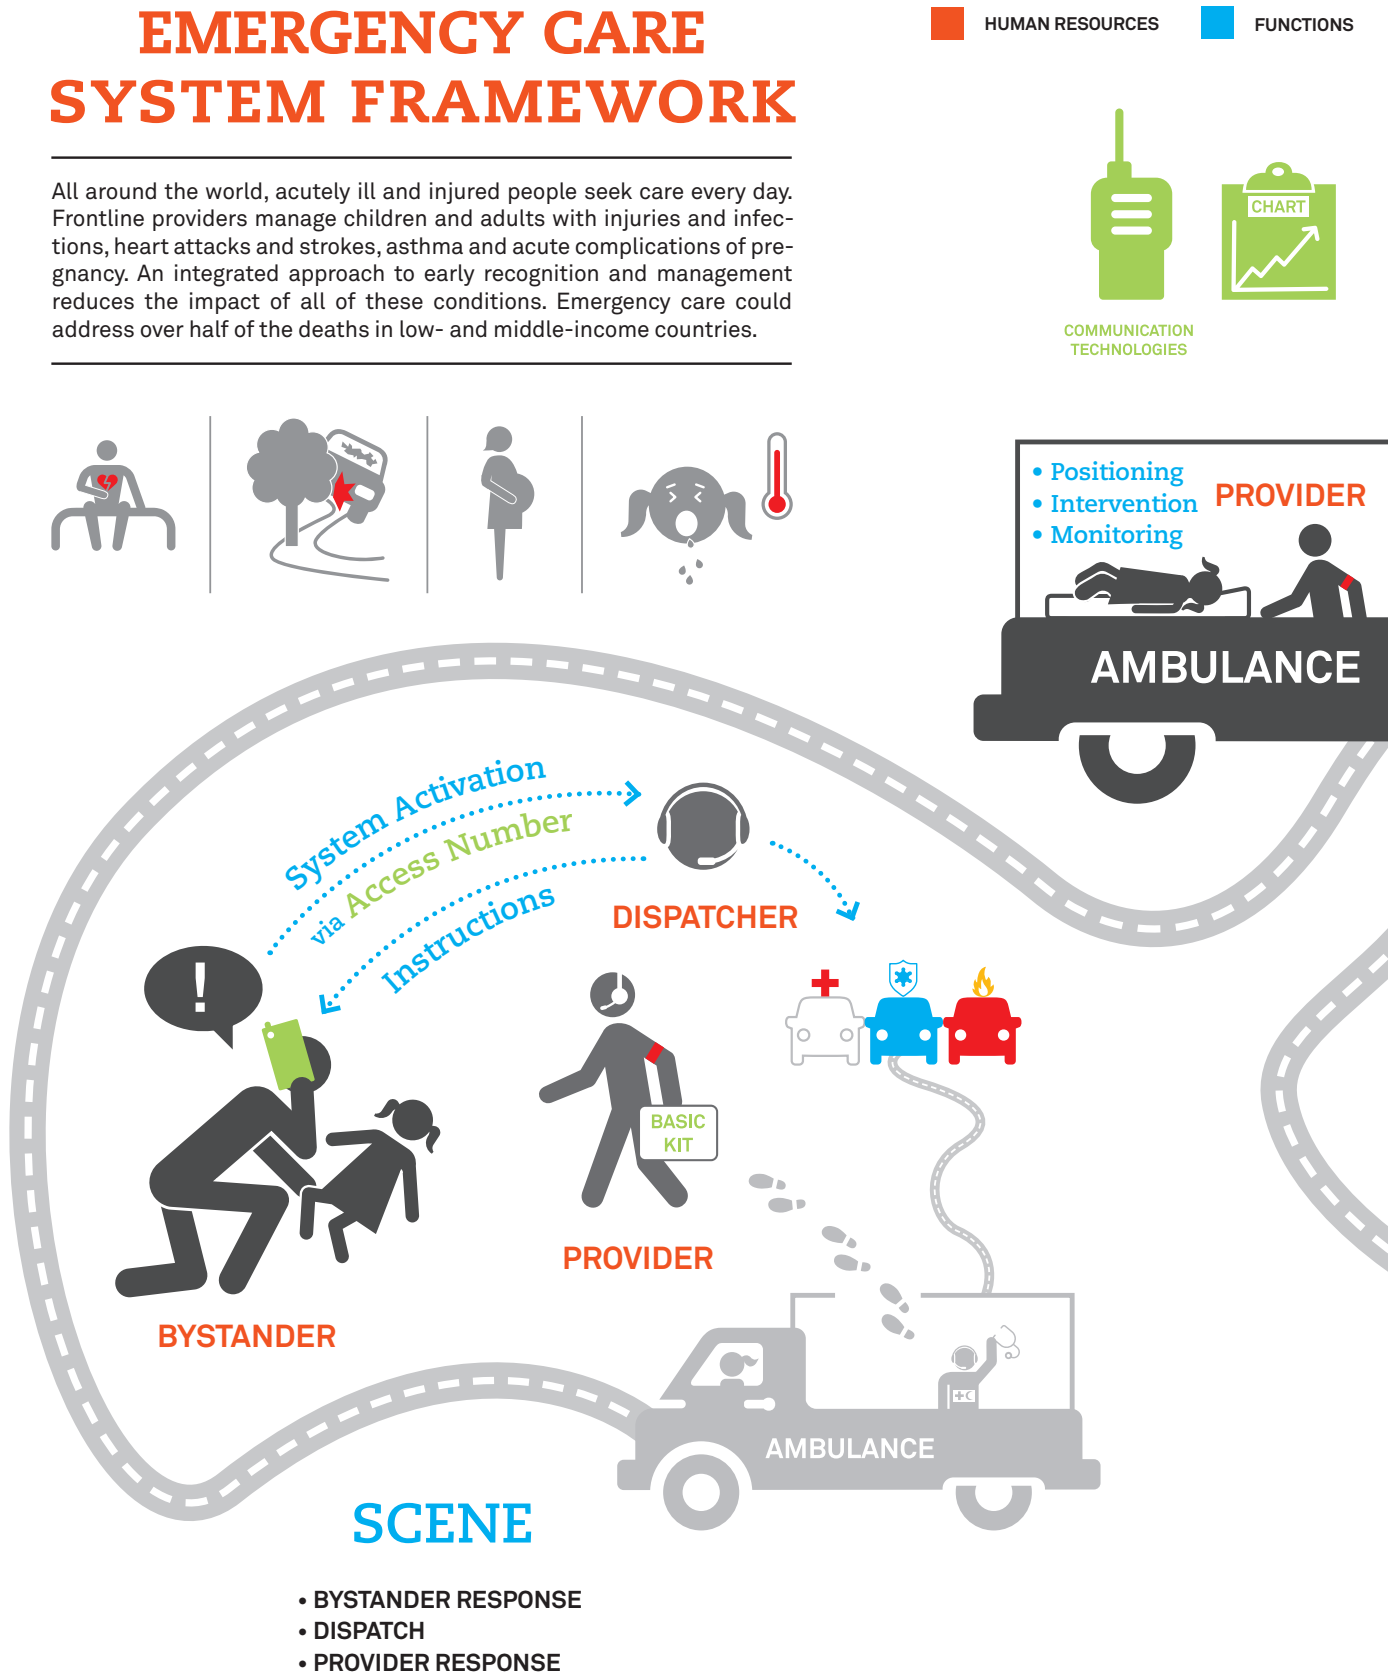 EMERGENCY CARE
SYSTEM FRAMEWORK
All around the world, acutely ill and injured people seek care every day.
Frontline providers manage children and adults with injuries and infec-
tions, heart attacks and strokes, asthma and acute complications of pre-
gnancy. An integrated approach to early recognition and management
reduces the impact of all of these conditions. Emergency care could
address over half of the deaths in low- and middle-income countries.
HUMAN RESOURCES
FUNCTIONS
CHART
COMMUNICATION
TECHNOLOGIES
• Positioning
• Intervention
• Monitoring
PROVIDER
AMBULANCE
System Activation
via Access Number
Instructions
DISPATCHER
!
BASIC
KIT
PROVIDER
BYSTANDER
AMBULANCE
SCENE
• BYSTANDER RESPONSE
• DISPATCH
• PROVIDER RESPONSE